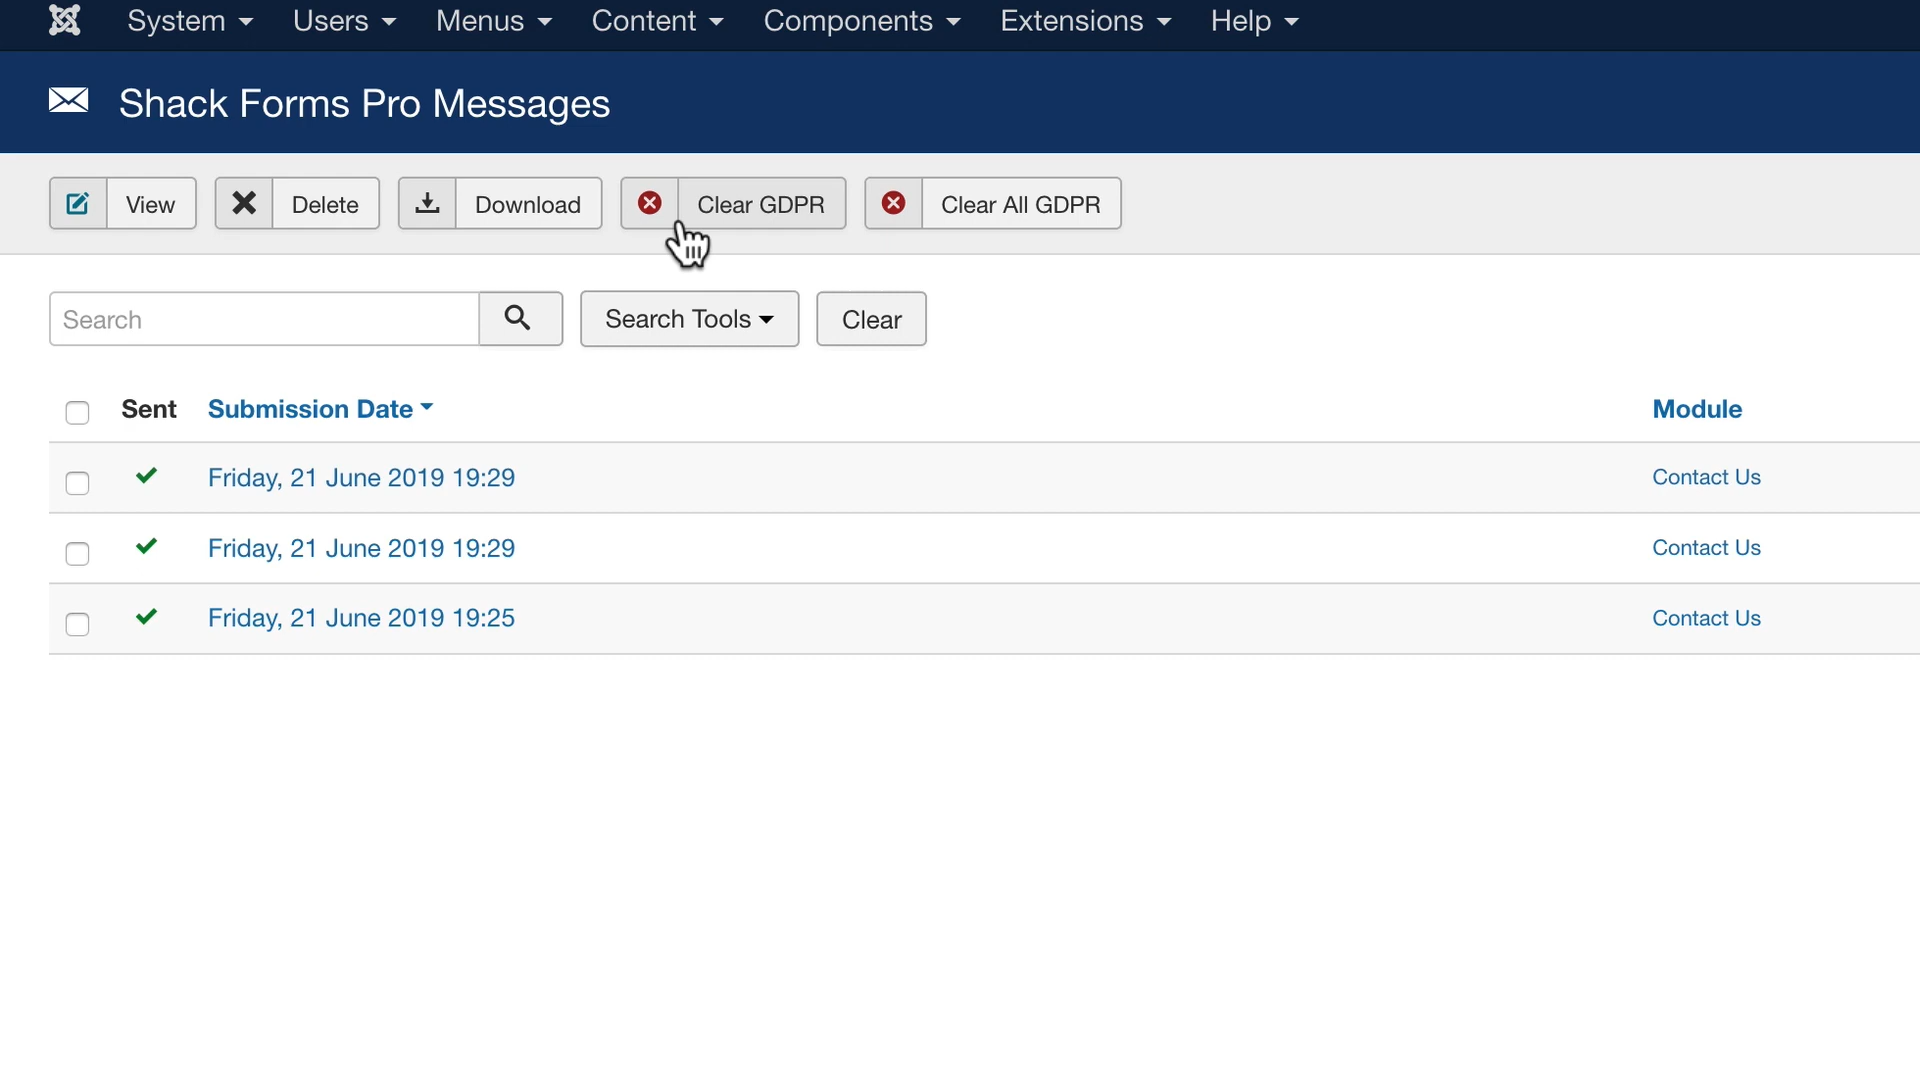 System Users Menus Content Components Extensions Help
Shack Forms Pro Messages
View Delete Download Clear GDPR Clear All GDPR
Search Search Tools Clear
Sent Submission Date Module
Friday, 21 June 2019 19:29 Contact Us
Friday, 21 June 2019 19:29 Contact Us
Friday, 21 June 2019 19:25 Contact Us